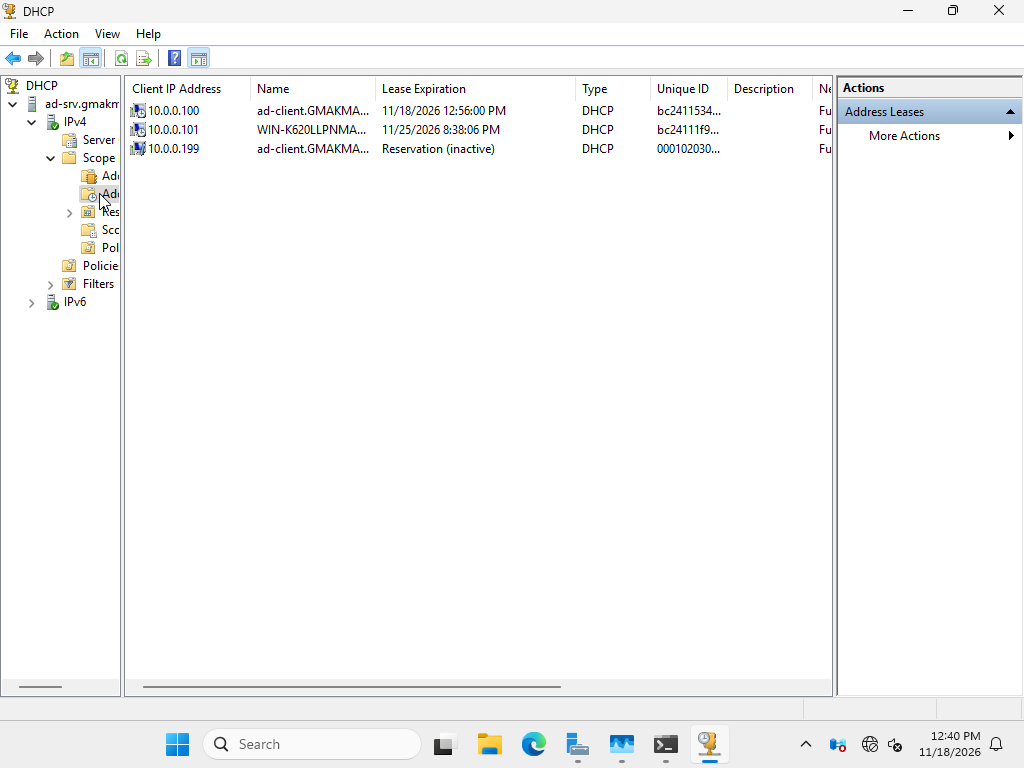 DHCP
File Action View Help
DHCP
ad-srv.gmakm
IPv4
Server
Scope
Add
Add
Res
Sco
Pol
Policie
Filters
IPv6
Client IP Address Name Lease Expiration Type Unique ID Description Ne
10.0.0.100 ad-client.GMAKMA... 11/18/2026 12:56:00 PM DHCP bc2411534... Fu
10.0.0.101 WIN-K620LLPNMA... 11/25/2026 8:38:06 PM DHCP bc24111f9... Fu
10.0.0.199 ad-client.GMAKMA... Reservation (inactive) DHCP 000102030... Fu
Actions
Address Leases
More Actions
Search
12:40 PM
11/18/2026